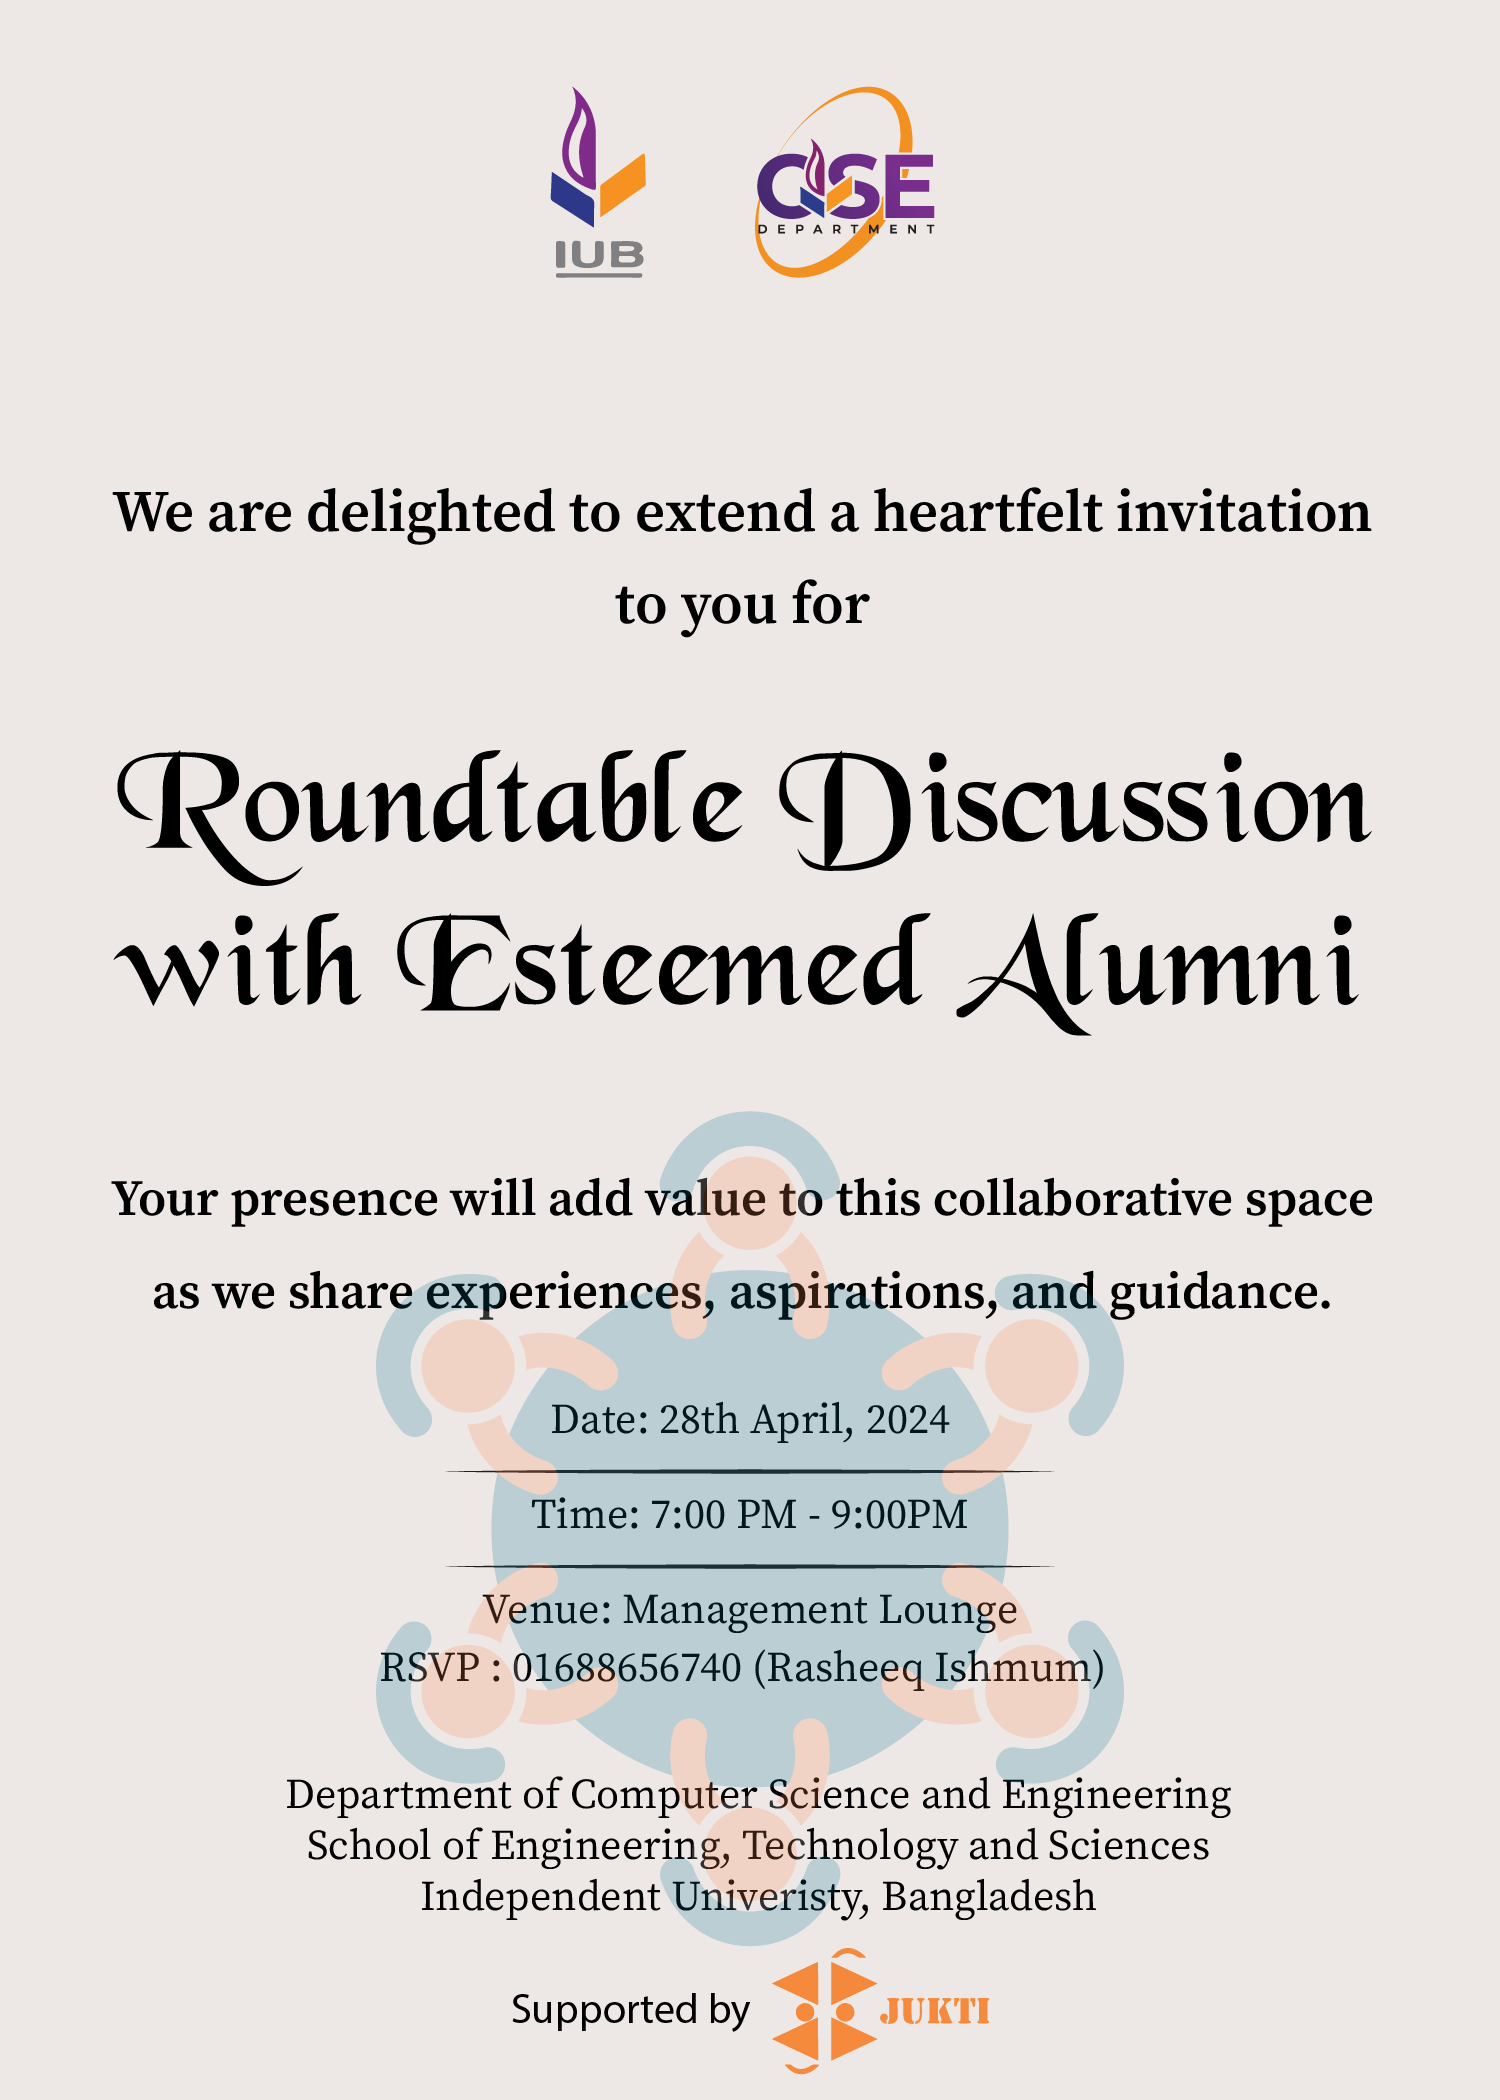 IUB
CSE
DEPARTMENT
We are delighted to extend a heartfelt invitation
to you for
Roundtable Discussion
with Esteemed Alumni
Your presence will add value to this collaborative space
as we share experiences, aspirations, and guidance.
Date: 28th April, 2024
Time: 7:00 PM - 9:00PM
Venue: Management Lounge
RSVP : 01688656740 (Rasheeq Ishmum)
Department of Computer Science and Engineering
School of Engineering, Technology and Sciences
Independent Univeristy, Bangladesh
Supported by JUKTI